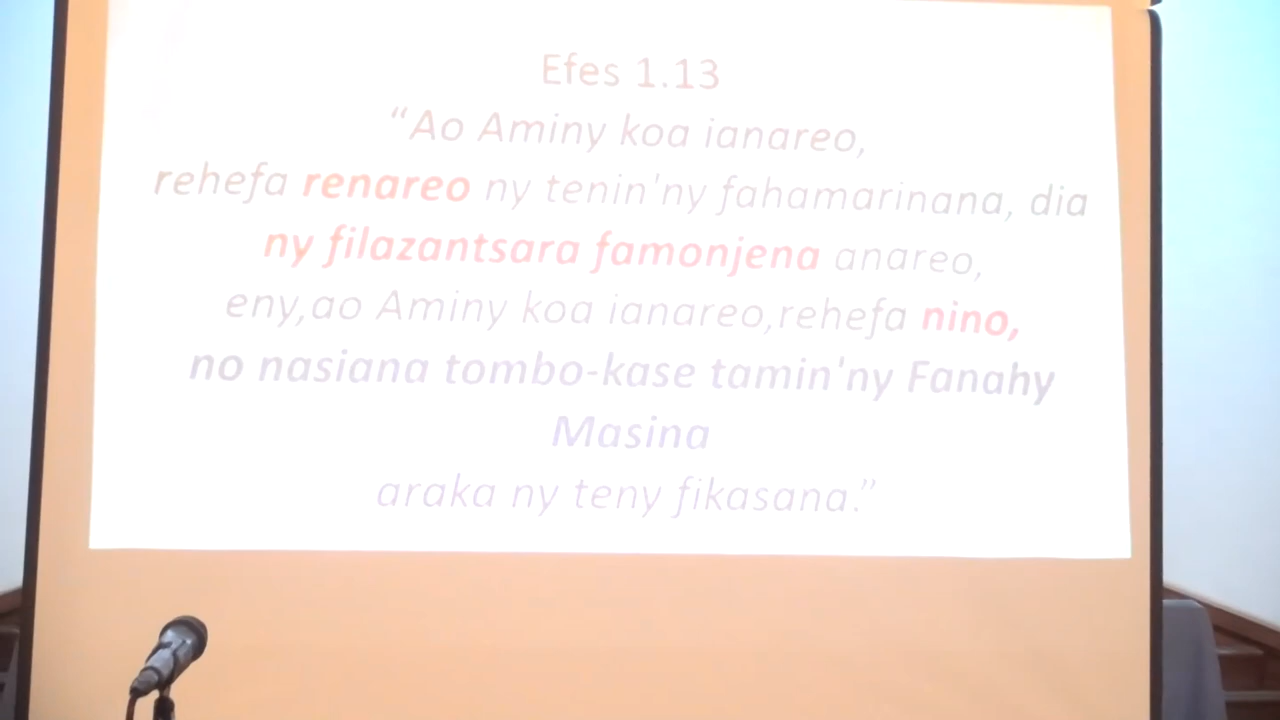 Efes 1.13
“Ao Aminy koa ianareo,
rehefa renareo ny tenin'ny fahamarinana, dia
ny filazantsara famonjena anareo,
eny,ao Aminy koa ianareo,rehefa nino,
no nasiana tombo-kase tamin'ny Fanahy
Masina
araka ny teny fikasana.”